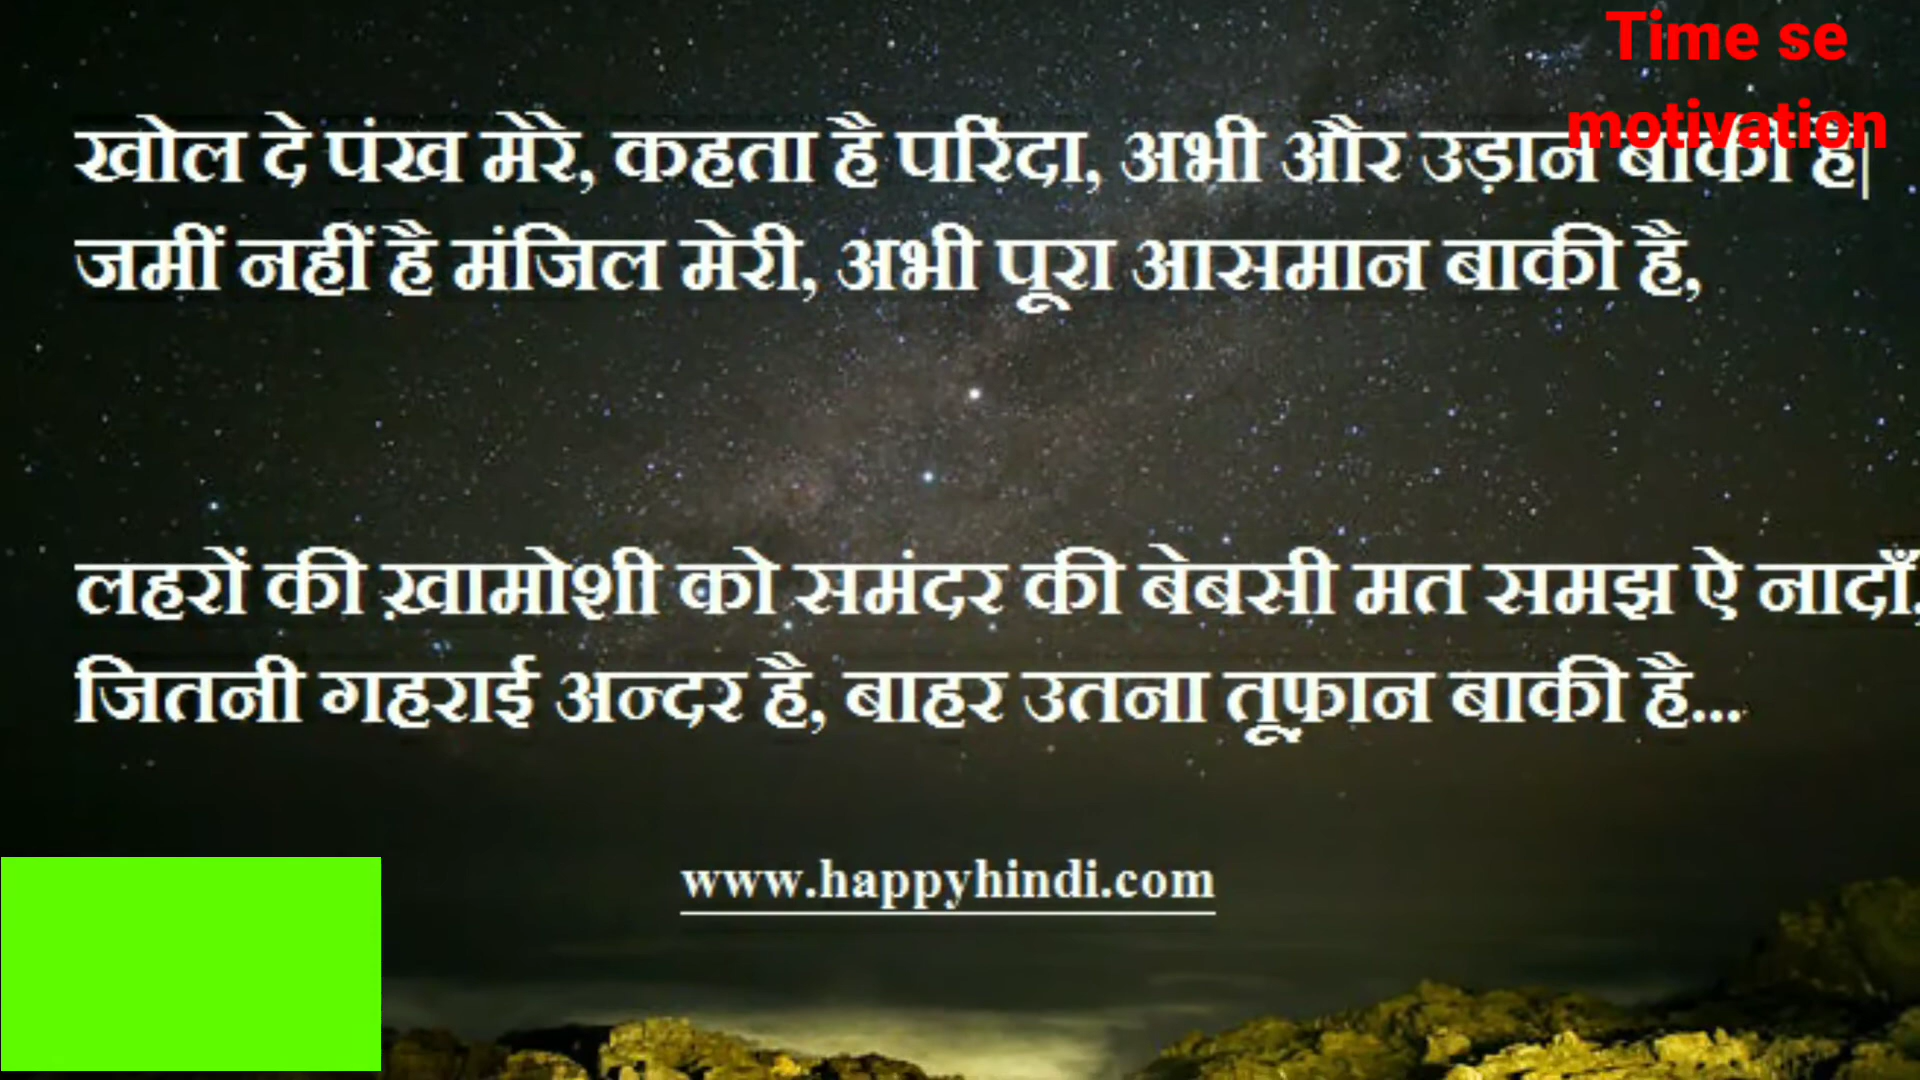 Time se
motivation
खोल दे पंख मेरे, कहता है परिंदा, अभी और उड़ान बाकी है|
जमीं नहीं है मंजिल मेरी, अभी पूरा आसमान बाकी है,
लहरों की ख़ामोशी को समंदर की बेबसी मत समझ ऐ नादाँ,
जितनी गहराई अन्दर है, बाहर उतना तूफ़ान बाकी है...
www.happyhindi.com